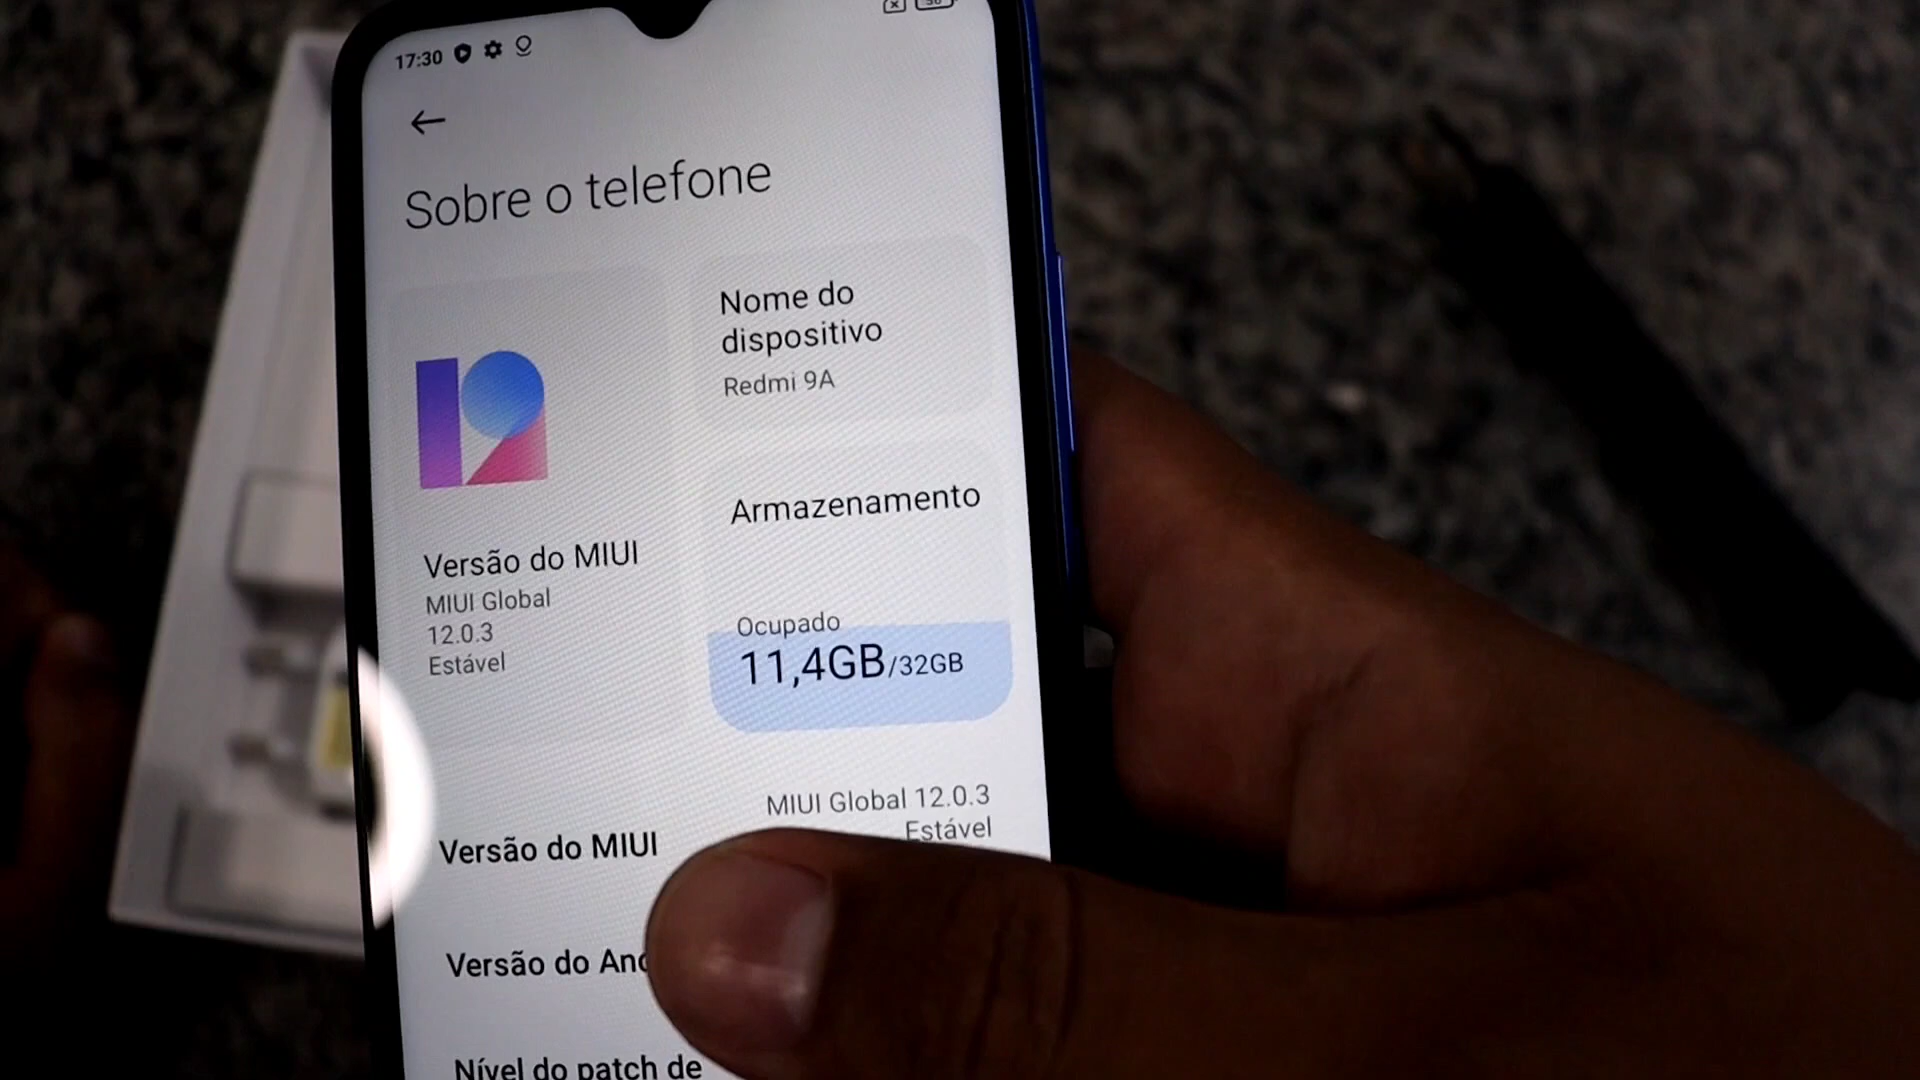 17:30
Sobre o telefone
Nome do
dispositivo
Redmi 9A
Armazenamento
Versão do MIUI
MIUI Global
12.0.3
Estável
Ocupado
11,4GB/32GB
MIUI Global 12.0.3
Versão do MIUI
Estável
Versão do And
Nível do patch de